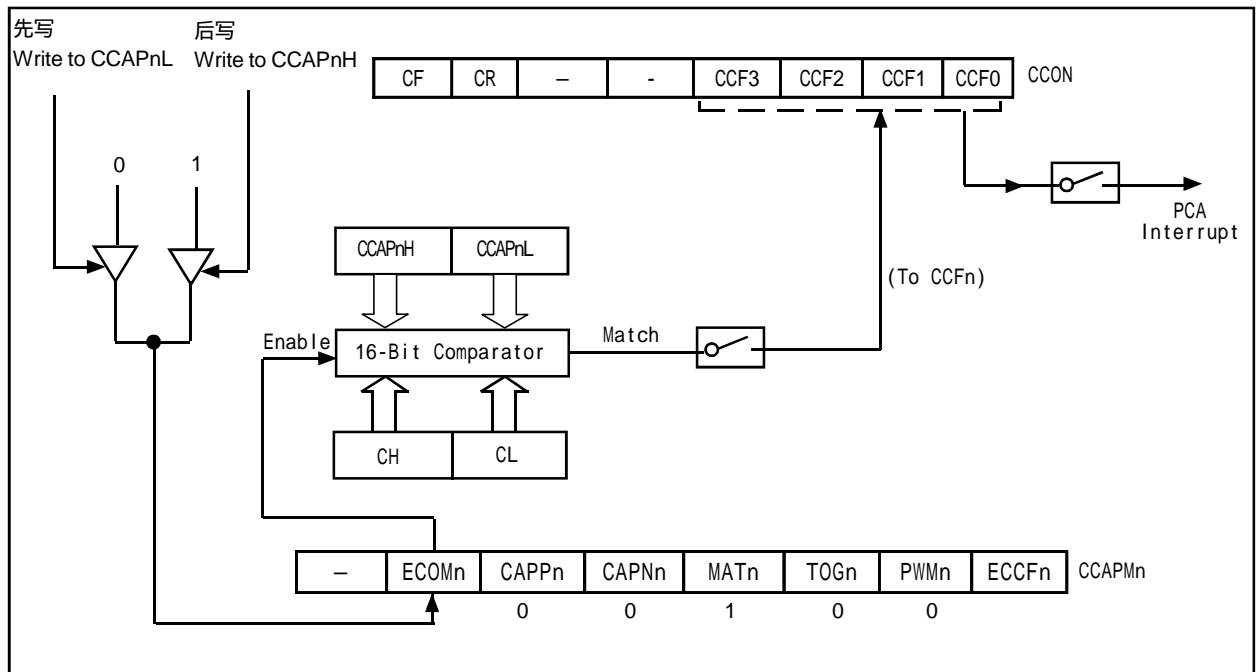 先写 后写
Write to CCAPnL Write to CCAPnH
CF CR – - CCF3 CCF2 CCF1 CCF0 CCON
0 1
PCA
Interrupt
CCAPnH CCAPnL
(To CCFn)
Enable 16-Bit Comparator Match
CH CL
– ECOMn CAPPn CAPNn MATn TOGn PWMn ECCFn CCAPMn
0 0 1 0 0